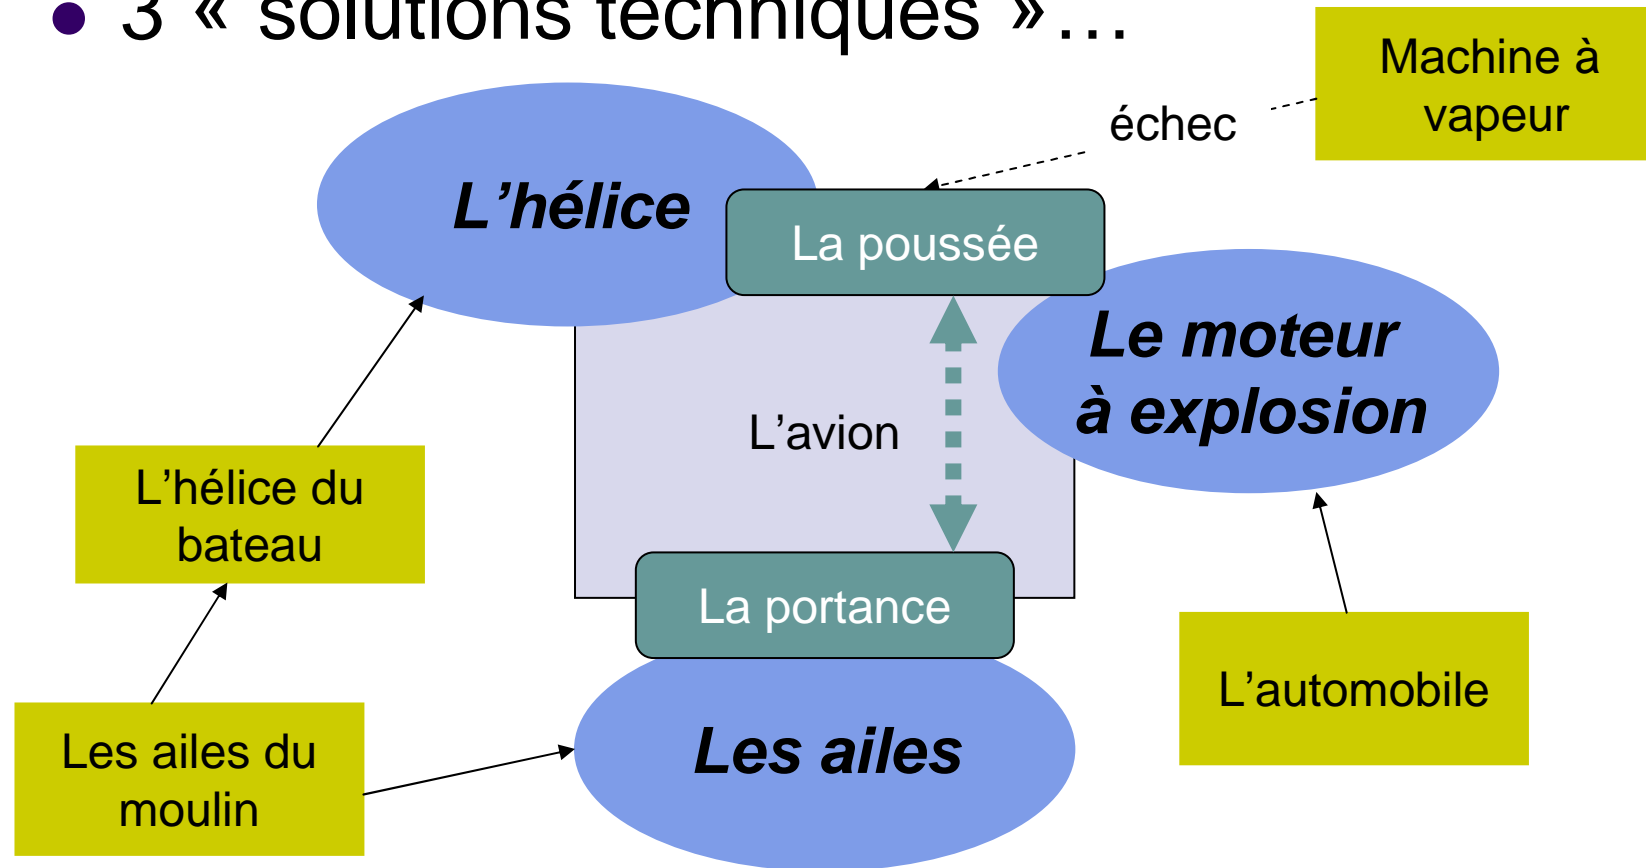 3 « solutions techniques »…
Machine à
vapeur
échec
L’hélice
La poussée
Le moteur
à explosion
L’avion
L’hélice du
bateau
La portance
L’automobile
Les ailes du
moulin
Les ailes